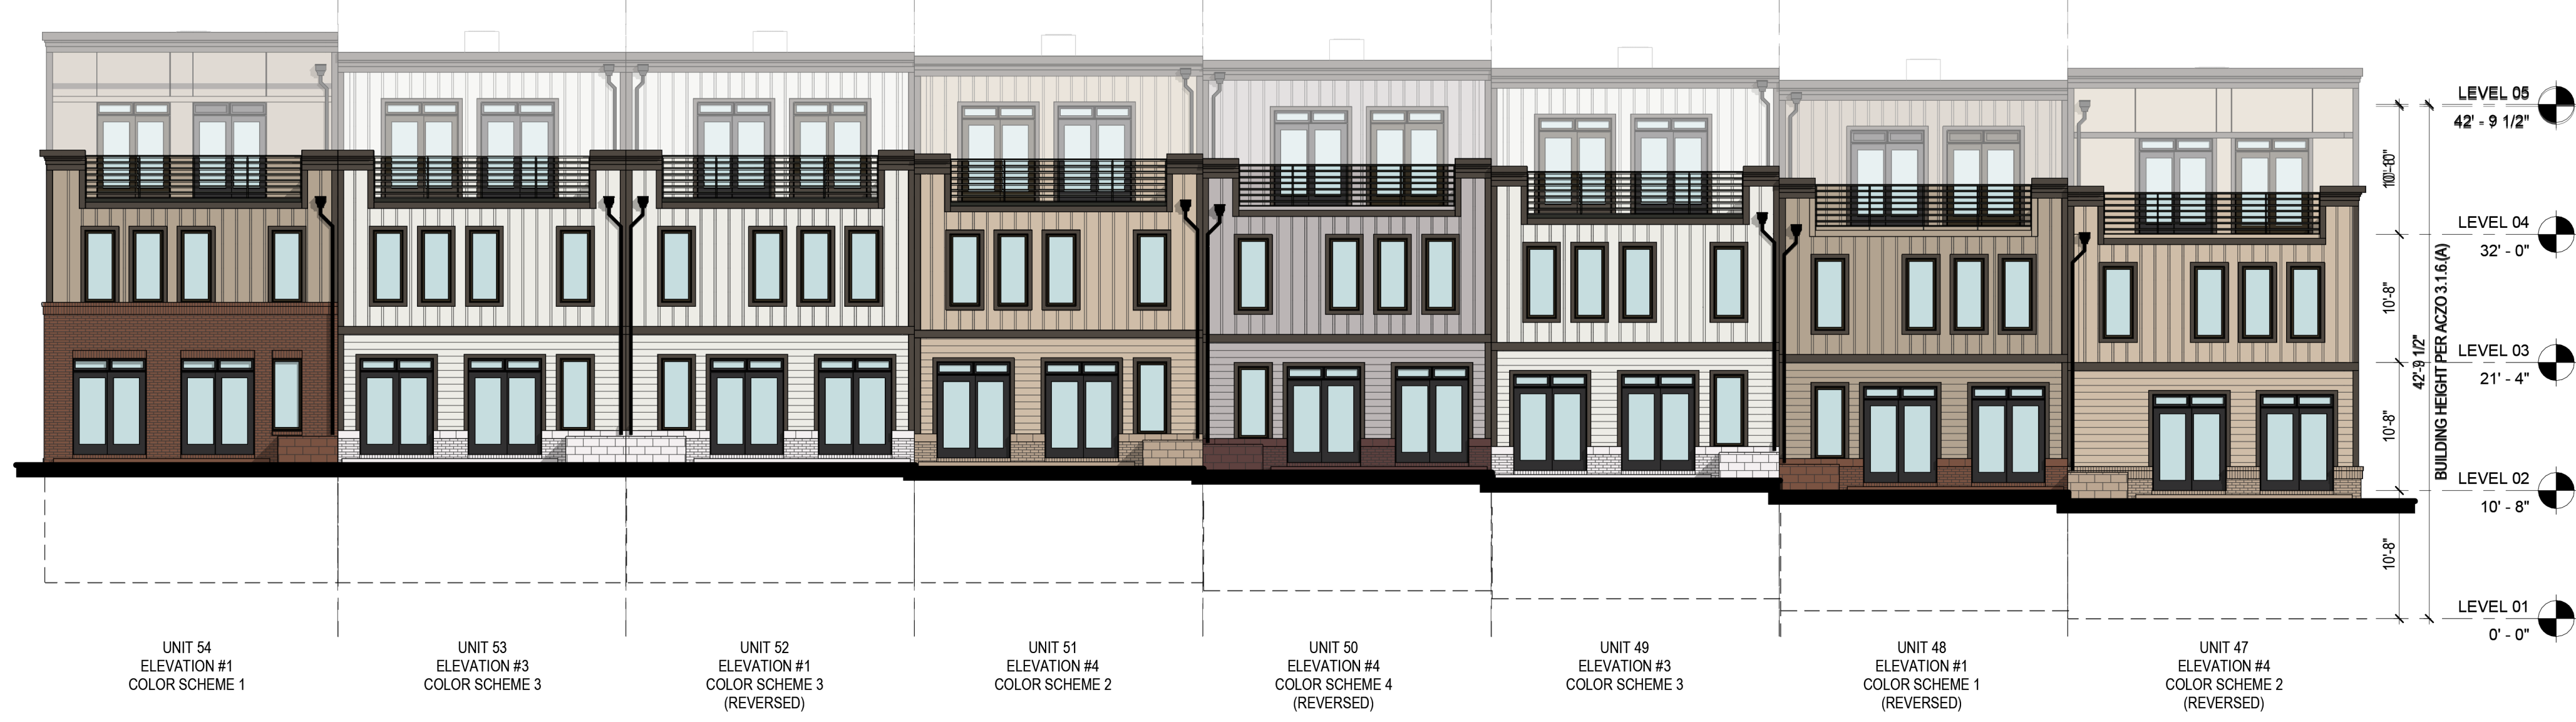 LEVEL 05
42' - 9 1/2"
LEVEL 04
32' - 0"
10'-8"
LEVEL 03
21' - 4"
42'-9 1/2"
BUILDING HEIGHT PER ACZO 3.1.6.(A)
10'-8"
LEVEL 02
10' - 8"
10'-8"
LEVEL 01
0' - 0"
UNIT 54
ELEVATION #1
COLOR SCHEME 1
UNIT 53
ELEVATION #3
COLOR SCHEME 3
UNIT 52
ELEVATION #1
COLOR SCHEME 3
(REVERSED)
UNIT 51
ELEVATION #4
COLOR SCHEME 2
UNIT 50
ELEVATION #4
COLOR SCHEME 4
(REVERSED)
UNIT 49
ELEVATION #3
COLOR SCHEME 3
UNIT 48
ELEVATION #1
COLOR SCHEME 1
(REVERSED)
UNIT 47
ELEVATION #4
COLOR SCHEME 2
(REVERSED)